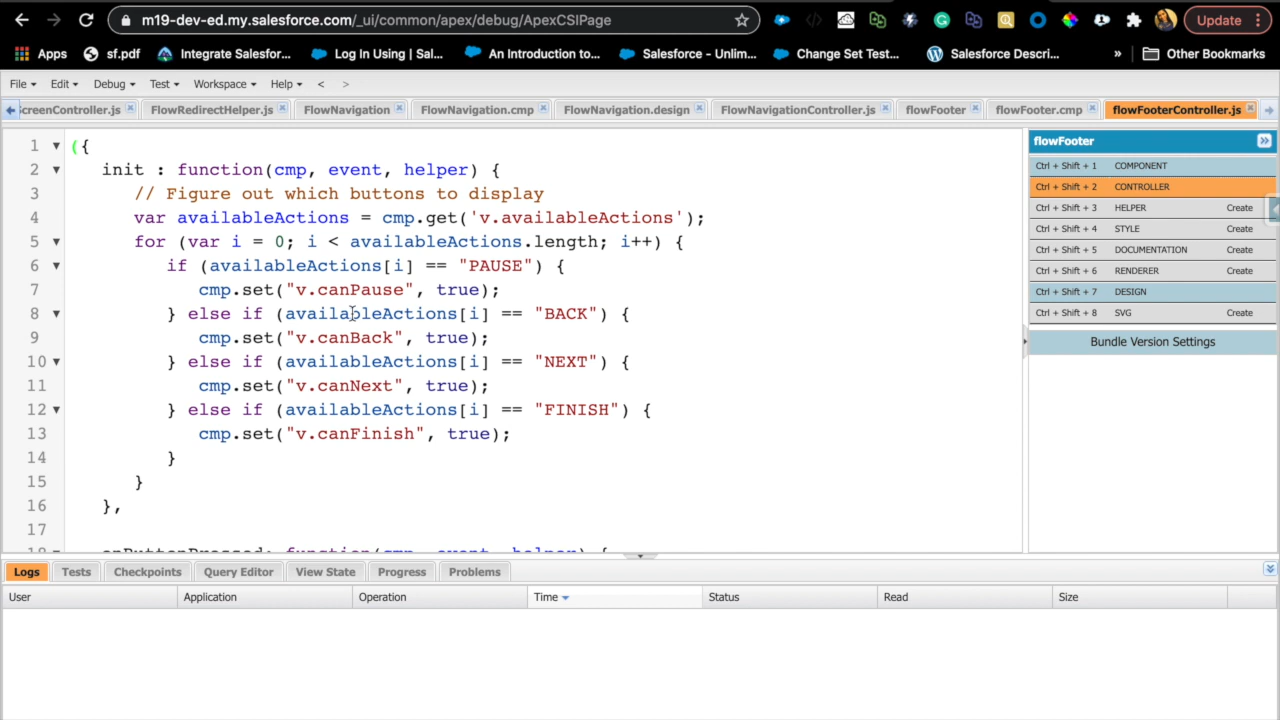 m19-dev-ed.my.salesforce.com/_ui/common/apex/debug/ApexCSIPage
Update
Apps sf.pdf Integrate Salesfor... Log In Using | Sal... An Introduction to... Salesforce - Unlim... Change Set Test... Salesforce Descri... » Other Bookmarks
File Edit Debug Test Workspace Help < >
creenController.js FlowRedirectHelper.js FlowNavigation FlowNavigation.cmp FlowNavigation.design FlowNavigationController.js flowFooter flowFooter.cmp flowFooterController.js
1 ({
2 init : function(cmp, event, helper) {
3 // Figure out which buttons to display
4 var availableActions = cmp.get('v.availableActions');
5 for (var i = 0; i < availableActions.length; i++) {
6 if (availableActions[i] == "PAUSE") {
7 cmp.set("v.canPause", true);
8 } else if (availableActions[i] == "BACK") {
9 cmp.set("v.canBack", true);
10 } else if (availableActions[i] == "NEXT") {
11 cmp.set("v.canNext", true);
12 } else if (availableActions[i] == "FINISH") {
13 cmp.set("v.canFinish", true);
14 }
15 }
16 },
17
18 onButtonPressed: function(cmp, event, helper) {
flowFooter
Ctrl + Shift + 1 COMPONENT
Ctrl + Shift + 2 CONTROLLER
Ctrl + Shift + 3 HELPER Create
Ctrl + Shift + 4 STYLE Create
Ctrl + Shift + 5 DOCUMENTATION Create
Ctrl + Shift + 6 RENDERER Create
Ctrl + Shift + 7 DESIGN
Ctrl + Shift + 8 SVG Create
Bundle Version Settings
Logs Tests Checkpoints Query Editor View State Progress Problems
User Application Operation Time Status Read Size